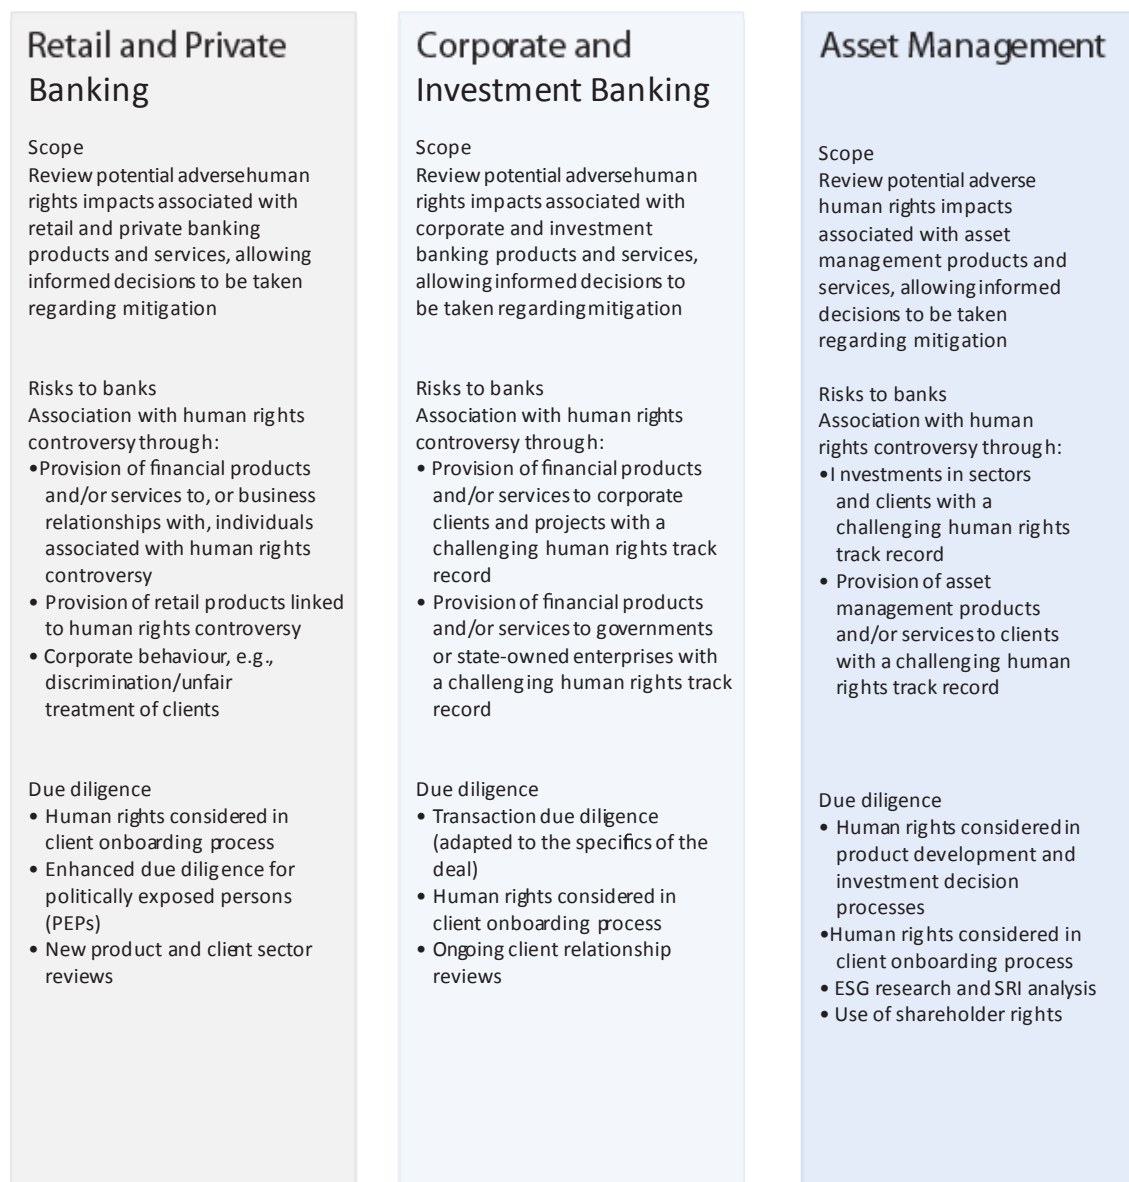 Retail and Private
Banking
Scope
Review potential adverse human
rights impacts associated with
retail and private banking
products and services, allowing
informed decisions to be taken
regarding mitigation
Risks to banks
Association with human rights
controversy through:
•Provision of financial products
and/or services to, or business
relationships with, individuals
associated with human rights
controversy
• Provision of retail products linked
to human rights controversy
• Corporate behaviour, e.g.,
discrimination/unfair
treatment of clients
Due diligence
• Human rights considered in
client onboarding process
• Enhanced due diligence for
politically exposed persons
(PEPs)
• New product and client sector
reviews
Corporate and
Investment Banking
Scope
Review potential adverse human
rights impacts associated with
corporate and investment
banking products and services,
allowing informed decisions to
be taken regarding mitigation
Risks to banks
Association with human rights
controversy through:
• Provision of financial products
and/or services to corporate
clients and projects with a
challenging human rights track
record
• Provision of financial products
and/or services to governments
or state-owned enterprises with
a challenging human rights track
record
Due diligence
• Transaction due diligence
(adapted to the specifics of the
deal)
• Human rights considered in
client onboarding process
• Ongoing client relationship
reviews
Asset Management
Scope
Review potential adverse
human rights impacts
associated with asset
management products and
services, allowing informed
decisions to be taken
regarding mitigation
Risks to banks
Association with human
rights controversy through:
•Investments in sectors
and clients with a
challenging human rights
track record
• Provision of asset
management products
and/or services to clients
with a challenging human
rights track record
Due diligence
• Human rights considered in
product development and
investment decision
processes
•Human rights considered in
client onboarding process
• ESG research and SRI analysis
• Use of shareholder rights